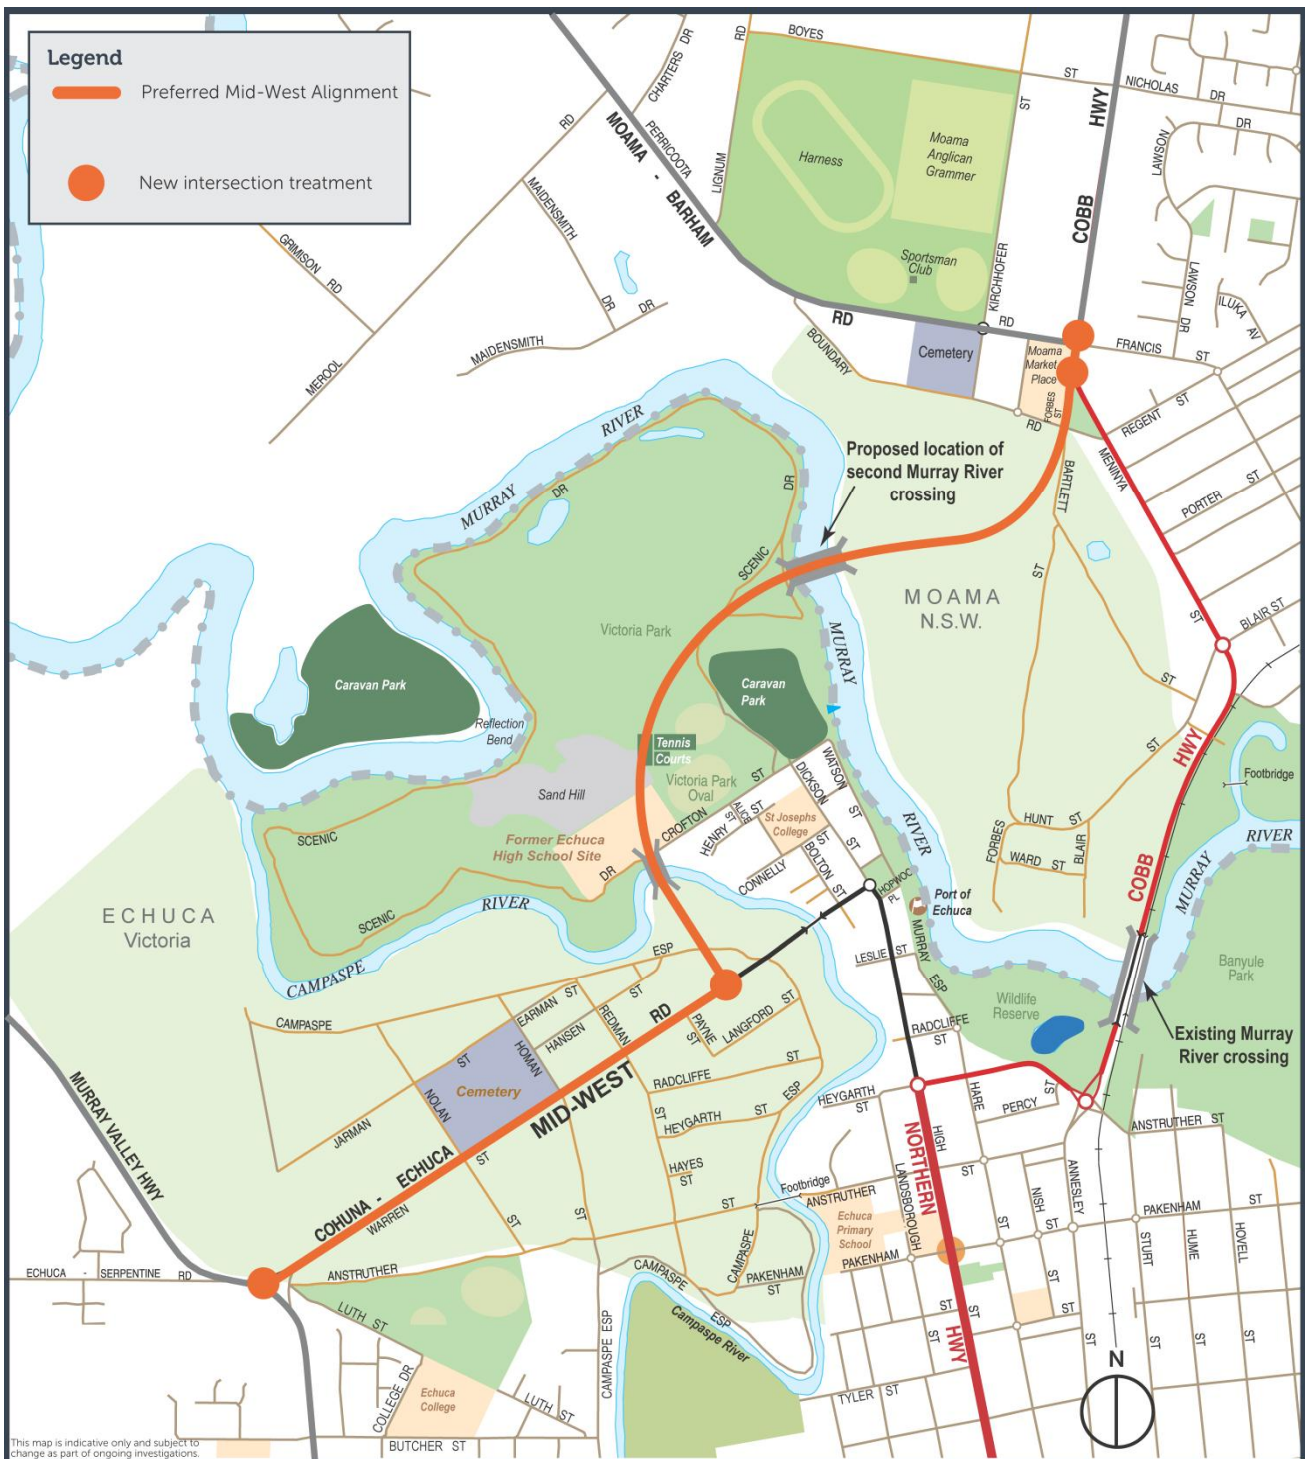 Legend
Preferred Mid-West Alignment
New intersection treatment
BOYES
ST
RD
CHARTERS DR
HWY
NICHOLAS
DR
DR
LAWSON
PERRICOOTA
MOAMA - BARHAM
RD
LIGNUM
Harness
Moama
Anglican
Grammer
ST
COBB
RD
MAIDENSMITH
DR
GRIMISON RD
Sportsman
Club
KIRCHHOFER
LAWSON DR
ILUKA AV
DR
MAIDENSMITH
MEROOL
RD
BOUNDARY
Cemetery
Moama
Market
Place
FRANCIS
ST
FORBES
ST
RD
REGENT ST
RIVER
MURRAY
DR
DR
Proposed location of
second Murray River
crossing
BARTLETT
MENINYA
PORTER ST
SCENIC
ST
MOAMA
N.S.W.
Victoria Park
MURRAY
ST
BLAIR ST
Caravan Park
Caravan
Park
ST
Reflection
Bend
Tennis
Courts
Victoria Park
Oval
ST
WATSON
ST
DICKSON
ST
HWY
Footbridge
Sand Hill
CROFTON
ALICE
ST
HENRY ST
St Josephs
College
SCENIC
Former Echuca
High School Site
DR
CONNELLY
ST
BOLTON ST
RIVER
FORBES
HUNT ST
WARD ST
BLAIR
RIVER
COBB
MURRAY
HOPWOOD
PL
Port of
Echuca
ECHUCA
Victoria
SCENIC
RIVER
CAMPASPE
ESP
LESLIE ST
MURRAY
ESP
Banyule
Park
Wildlife
Reserve
EARMAN ST
HANSEN
ST
REDMAN
RD
PAYNE
ST
LANGFORD
ST
CAMPASPE
ST
HOMAN
RADCLIFFE
ST
Existing Murray
River crossing
MURRAY VALLEY HWY
Cemetery
NOLAN
MID-WEST
RADCLIFFE
ST
ESP
HEYGARTH
ST
HARE
PERCY
ST
JARMAN
ST
HEYGARTH
ST
NORTHERN
HIGH
ANSTRUTHER ST
HAYES
ST
COHUNA - ECHUCA
WARREN
ST
ST
ST
ST
Footbridge
ANSTRUTHER
LANDSBOROUGH
ST
NISH
ST
ANNESLEY
PAKENHAM
ST
Echuca
Primary
School
STURT
HUME
HOVELL
PAKENHAM
ECHUCA - SERPENTINE RD
ANSTRUTHER
CAMPASPE
CAMPASPE
PAKENHAM
ST
ST
LUTH ST
ESP
Campaspe River
CAMPASPE ESP
ST
ST
ST
ST
HWY
ST
ST
ST
ST
N
COLLEGE DR
Echuca
College
LUTH ST
TYLER ST
BUTCHER ST
This map is indicative only and subject to
change as part of ongoing investigations.